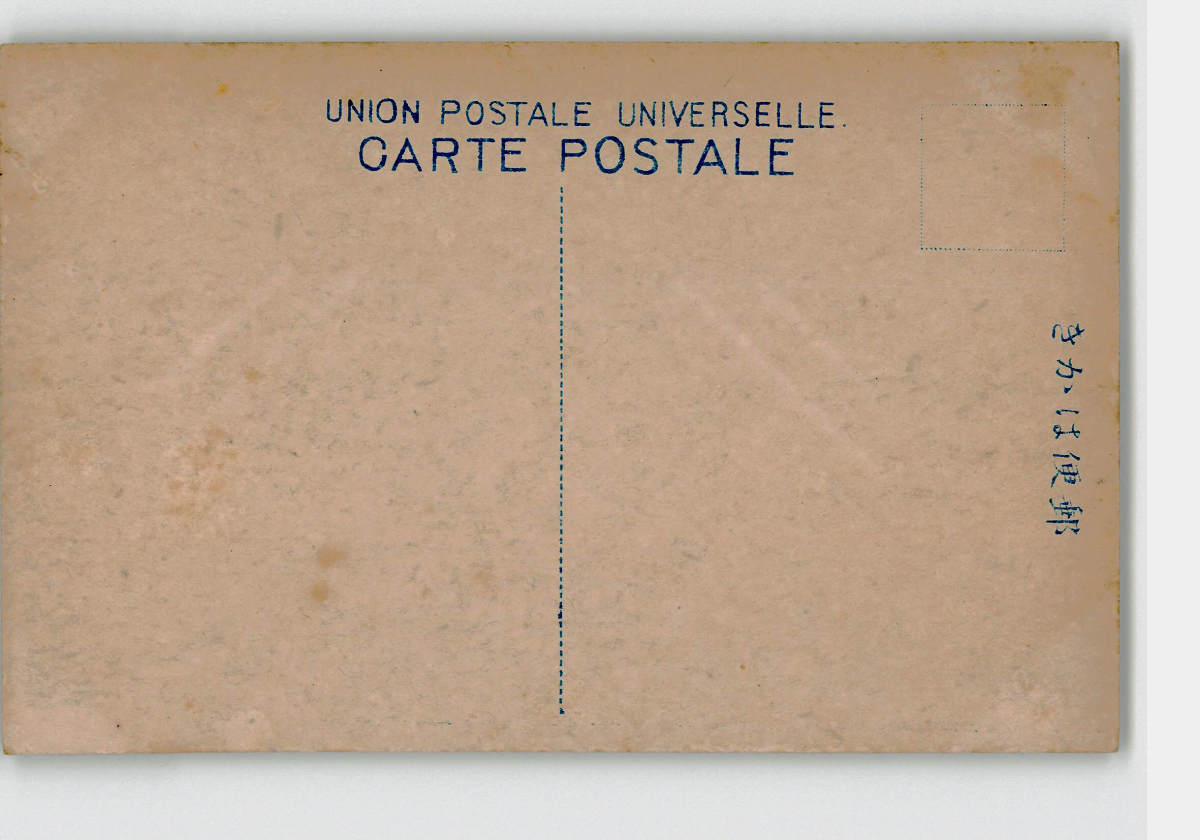 UNION POSTALE UNIVERSELLE.
CARTE POSTALE
郵便はかき